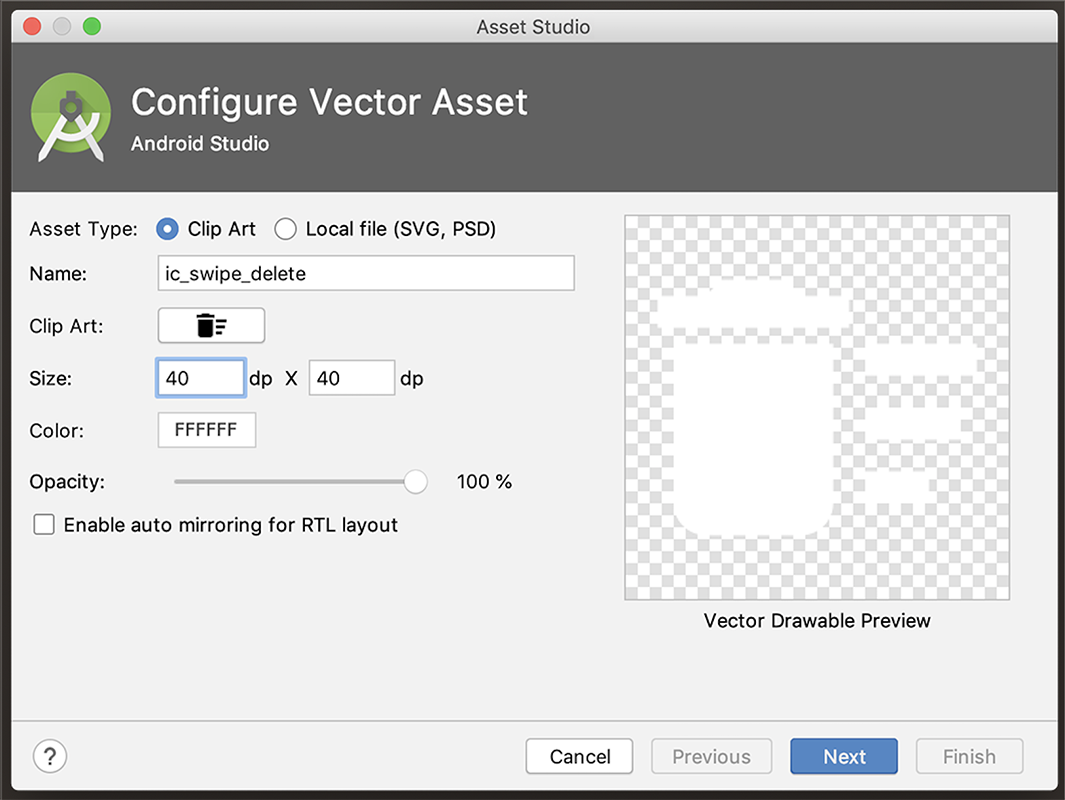 Asset Studio
Configure Vector Asset
Android Studio
Asset Type: Clip Art Local file (SVG, PSD)
Name: ic_swipe_delete
Clip Art:
Size: 40 dp X 40 dp
Color: FFFFFF
Opacity: 100 %
Enable auto mirroring for RTL layout
Vector Drawable Preview
? Cancel Previous Next Finish